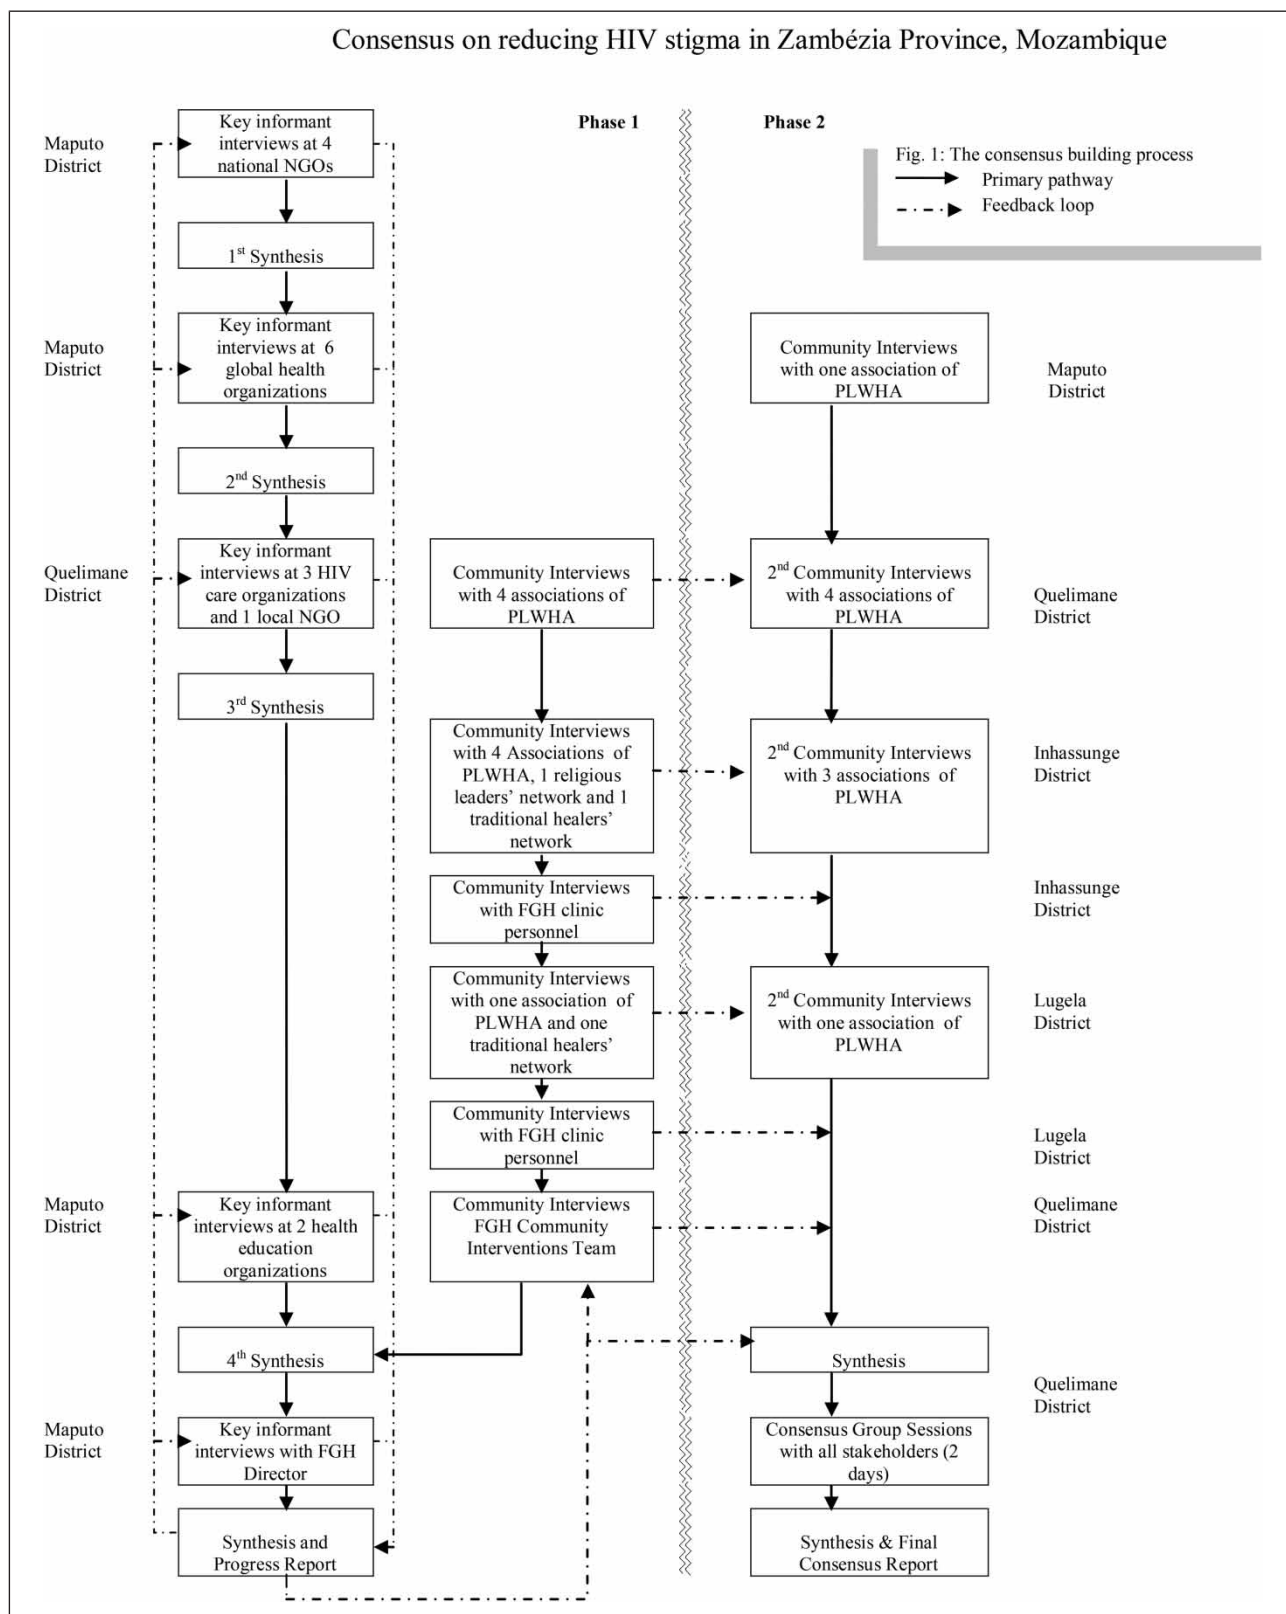 Consensus on reducing HIV stigma in Zambézia Province, Mozambique
Phase 1
Phase 2
Fig. 1: The consensus building process
Primary pathway
Feedback loop
Maputo
District
Key informant
interviews at 4
national NGOs
1st Synthesis
Maputo
District
Key informant
interviews at 6
global health
organizations
2nd Synthesis
Quelimane
District
Key informant
interviews at 3 HIV
care organizations
and 1 local NGO
3rd Synthesis
Maputo
District
Key informant
interviews at 2 health
education
organizations
4th Synthesis
Maputo
District
Key informant
interviews with FGH
Director
Synthesis and
Progress Report
Community Interviews
with 4 associations of
PLWHA
Community Interviews
with 4 Associations of
PLWHA, 1 religious
leaders’ network and 1
traditional healers’
network
Community Interviews
with FGH clinic
personnel
Community Interviews
with one association of
PLWHA and one
traditional healers’
network
Community Interviews
with FGH clinic
personnel
Community Interviews
FGH Community
Interventions Team
Community Interviews
with one association of
PLWHA
Maputo
District
2nd Community Interviews
with 4 associations of
PLWHA
Quelimane
District
2nd Community Interviews
with 3 associations of
PLWHA
Inhassunge
District
Inhassunge
District
2nd Community Interviews
with one association of
PLWHA
Lugela
District
Lugela
District
Quelimane
District
Synthesis
Quelimane
District
Consensus Group Sessions
with all stakeholders (2
days)
Synthesis & Final
Consensus Report